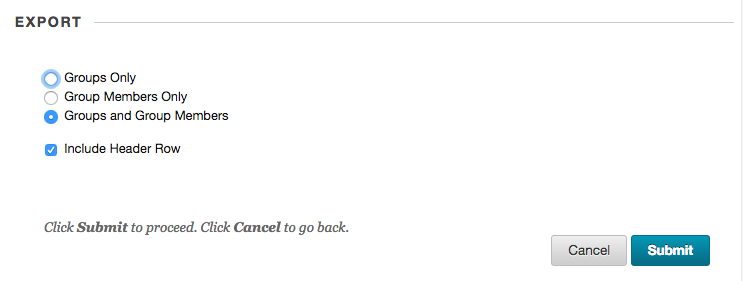 EXPORT
Groups Only
Group Members Only
Groups and Group Members
Include Header Row
Click Submit to proceed. Click Cancel to go back.
Cancel Submit